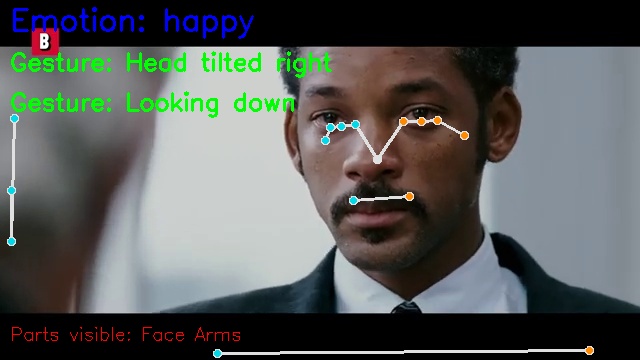 Emotion: happy
B
Gesture: Head tilted right
Gesture: Looking down
Parts visible: Face Arms